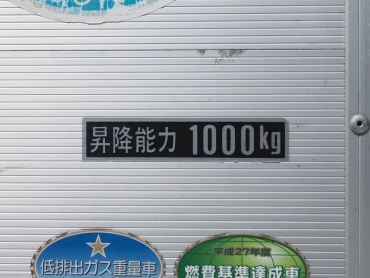 昇降能力 1000kg
低排出ガス重量車
平成27年度
燃費基準達成車